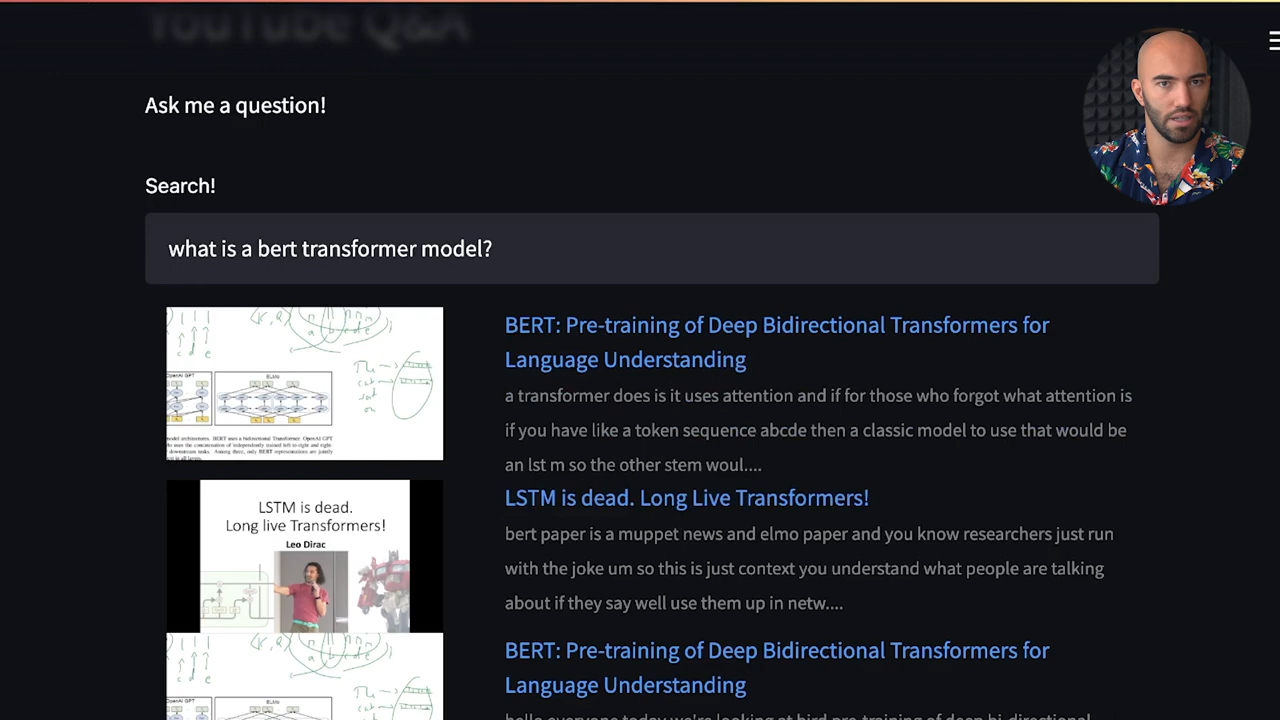 YouTube Q&A
Ask me a question!
Search!
what is a bert transformer model?
BERT: Pre-training of Deep Bidirectional Transformers for
Language Understanding
a transformer does is it uses attention and if for those who forgot what attention is
if you have like a token sequence abcde then a classic model to use that would be
an lst m so the other stem woul....
LSTM is dead.
Long live Transformers!
Leo Dirac
LSTM is dead. Long Live Transformers!
bert paper is a muppet news and elmo paper and you know researchers just run
with the joke um so this is just context you understand what people are talking
about if they say well use them up in netw....
BERT: Pre-training of Deep Bidirectional Transformers for
Language Understanding